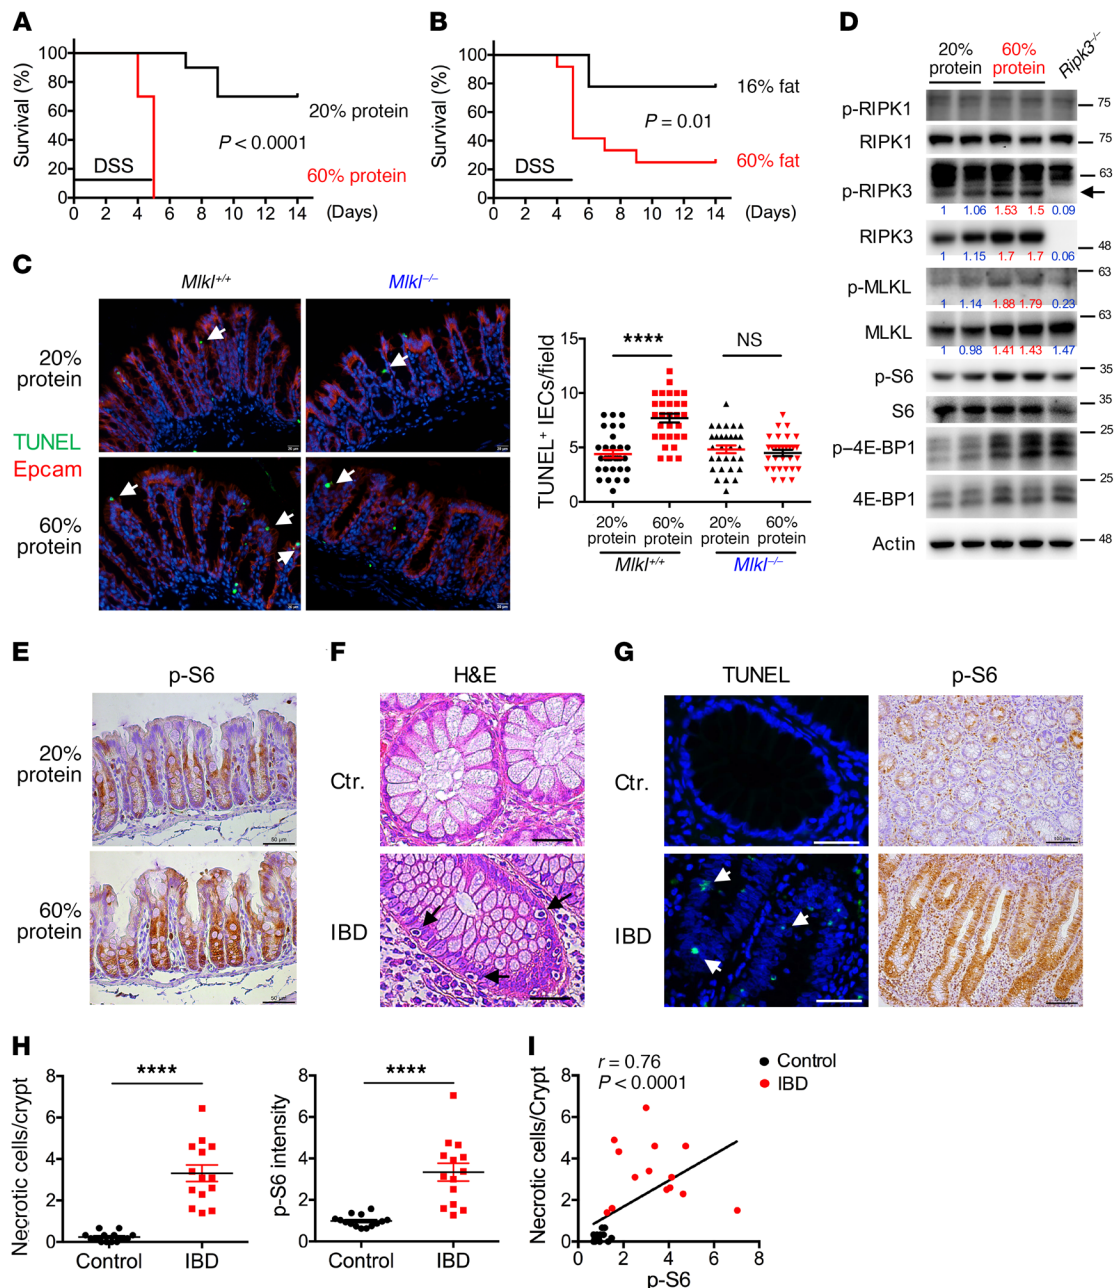 A
Survival (%)
100
80
60
40
20
0
DSS
20% protein
P < 0.0001
60% protein
0 2 4 6 8 10 12 14 (Days)
B
Survival (%)
100
80
60
40
20
0
DSS
16% fat
P = 0.01
60% fat
0 2 4 6 8 10 12 14 (Days)
C
Mlkl+/+
Mlkl–/–
20%
protein
TUNEL
Epcam
60%
protein
TUNEL+ IECs/field
15
10
5
0
****
NS
20%
protein
60%
protein
20%
protein
60%
protein
Mlkl+/+
Mlkl–/–
D
20%
protein
60%
protein
Ripk3–/–
p-RIPK1
75
RIPK1
75
p-RIPK3
63
1 1.06 1.53 1.5 0.09
RIPK3
48
1 1.15 1.7 1.7 0.06
p-MLKL
63
1 1.14 1.88 1.79 0.23
MLKL
63
1 0.98 1.41 1.43 1.47
p-S6
35
S6
35
p–4E-BP1
25
4E-BP1
25
Actin
48
E
p-S6
20%
protein
50 µm
60%
protein
50 µm
F
H&E
Ctr.
IBD
G
TUNEL
p-S6
Ctr.
IBD
H
Necrotic cells/crypt
8
6
4
2
0
****
Control
IBD
p-S6 intensity
8
6
4
2
0
****
Control
IBD
I
r = 0.76
P < 0.0001
Control
IBD
Necrotic cells/Crypt
8
6
4
2
0
0 2 4 6 8
p-S6